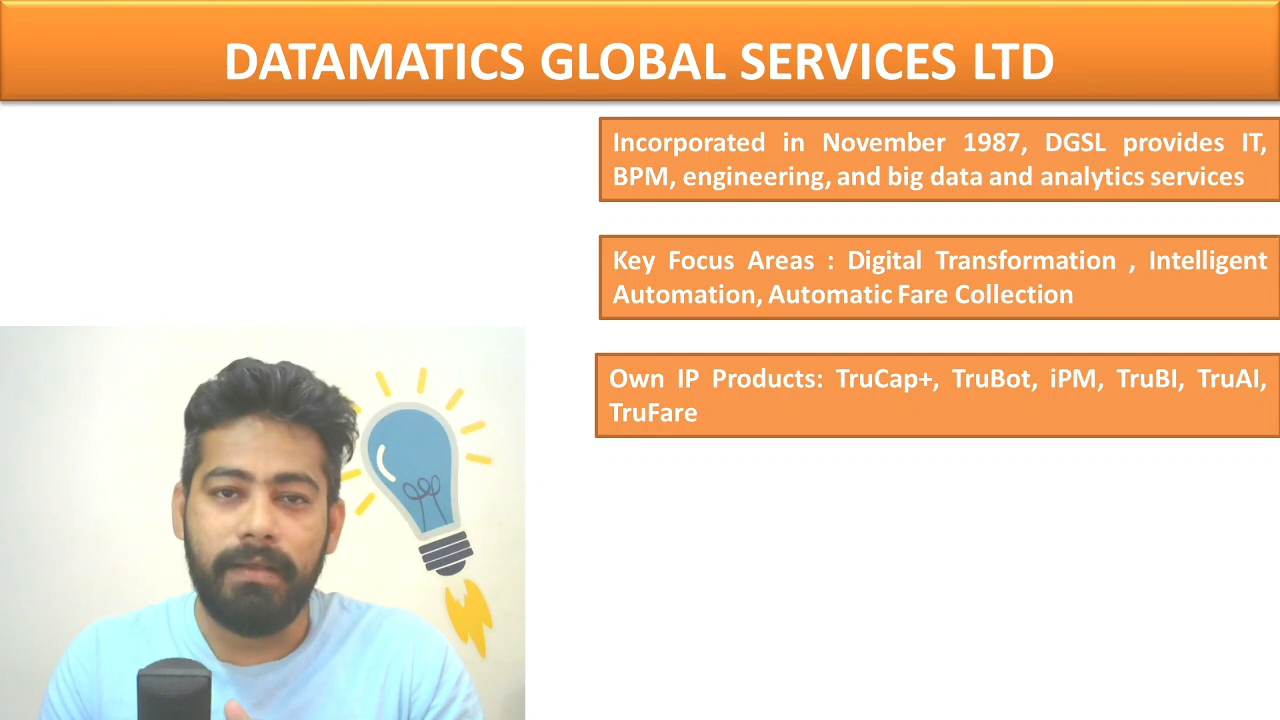 DATAMATICS GLOBAL SERVICES LTD
Incorporated in November 1987, DGSL provides IT,
BPM, engineering, and big data and analytics services
Key Focus Areas : Digital Transformation , Intelligent
Automation, Automatic Fare Collection
Own IP Products: TruCap+, TruBot, iPM, TruBI, TruAI,
TruFare